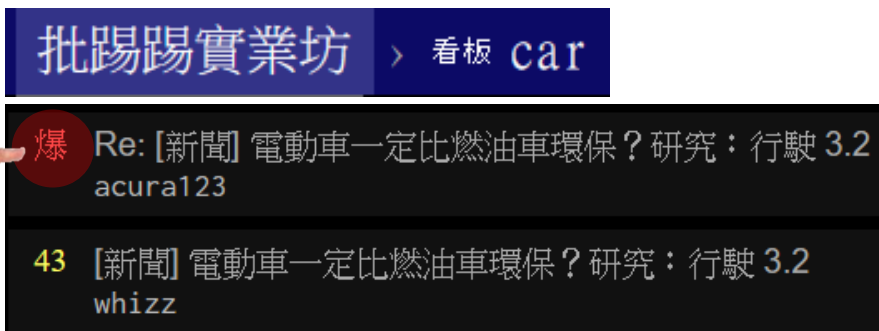 批踢踢實業坊 › 看板 car
爆 Re: [新聞] 電動車一定比燃油車環保？研究：行駛 3.2
acura123
43 [新聞] 電動車一定比燃油車環保？研究：行駛 3.2
whizz